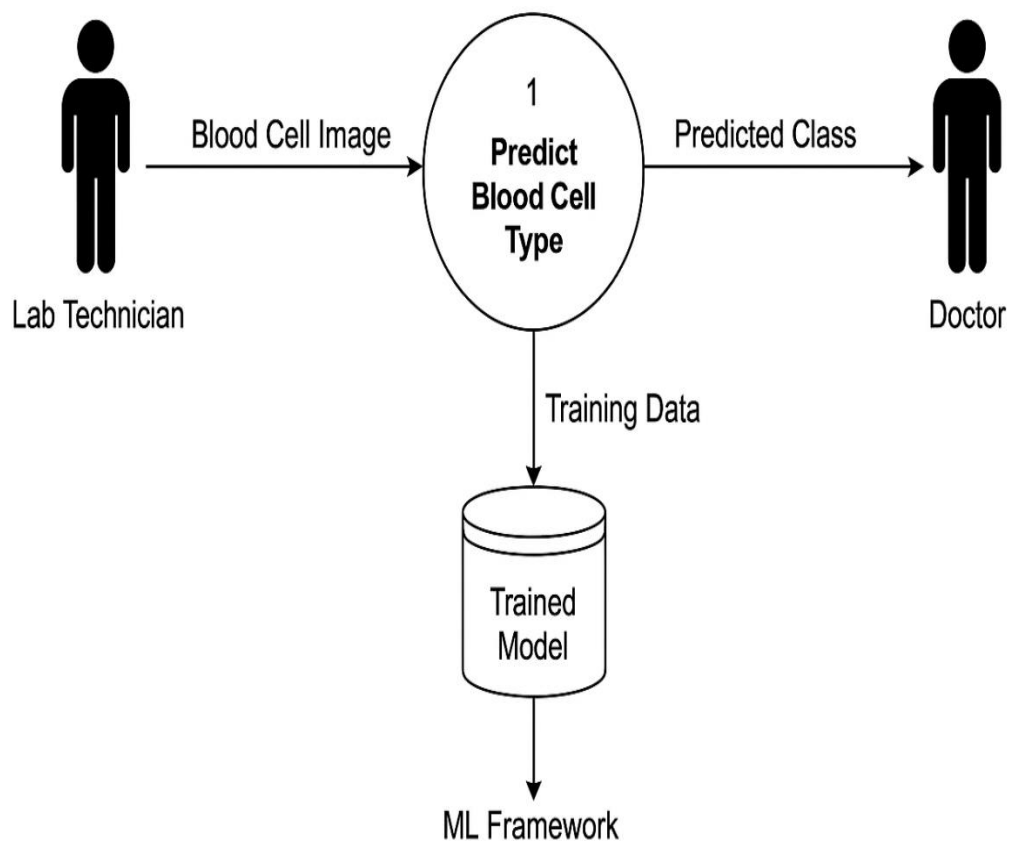 1
Blood Cell Image
Predict
Blood Cell
Type
Predicted Class
Lab Technician
Doctor
Training Data
Trained
Model
ML Framework